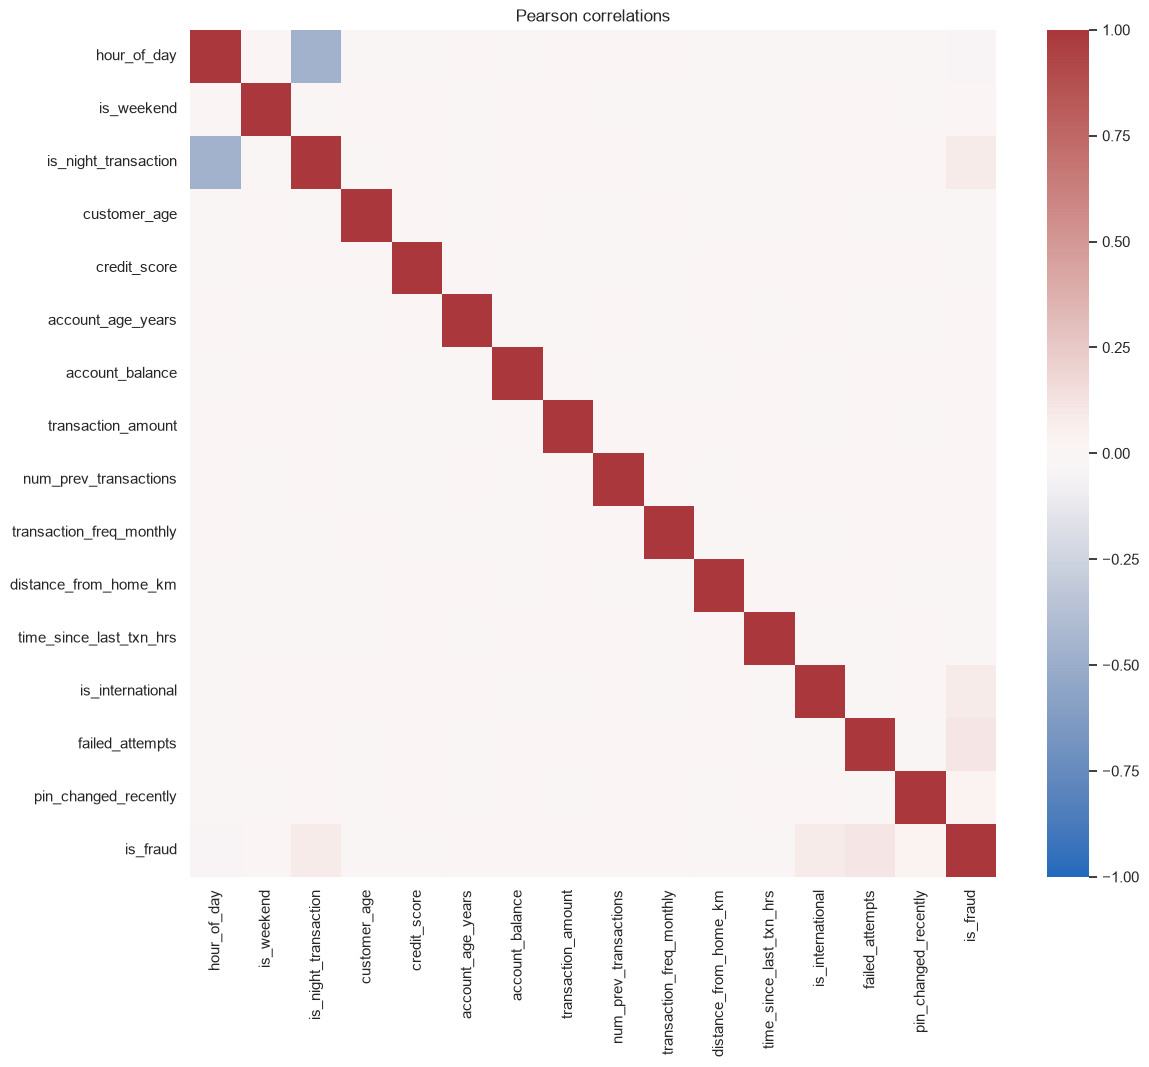 Pearson correlations
hour_of_day
is_weekend
is_night_transaction
customer_age
credit_score
account_age_years
account_balance
transaction_amount
num_prev_transactions
transaction_freq_monthly
distance_from_home_km
time_since_last_txn_hrs
is_international
failed_attempts
pin_changed_recently
is_fraud
hour_of_day
is_weekend
is_night_transaction
customer_age
credit_score
account_age_years
account_balance
transaction_amount
num_prev_transactions
transaction_freq_monthly
distance_from_home_km
time_since_last_txn_hrs
is_international
failed_attempts
pin_changed_recently
is_fraud
1.00
0.75
0.50
0.25
0.00
−0.25
−0.50
−0.75
−1.00